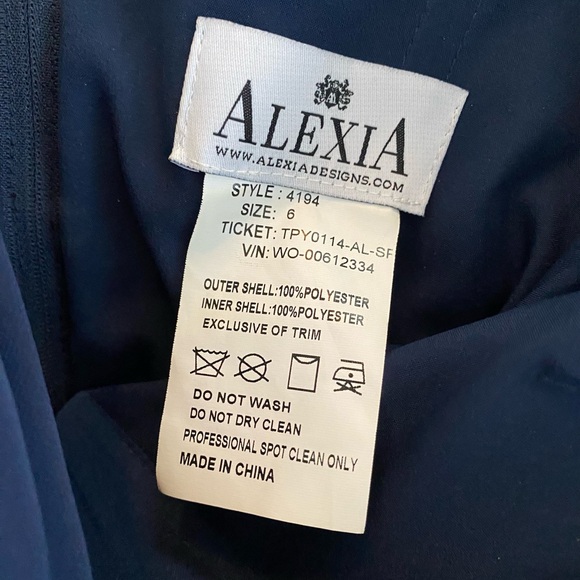 ALEXIA
WWW.ALEXIADESIGNS.COM
STYLE : 4194
SIZE: 6
TICKET: TPY0114-AL-SF
V/N: WO-00612334
OUTER SHELL:100%POLYESTER
INNER SHELL:100%POLYESTER
EXCLUSIVE OF TRIM
DO NOT WASH
DO NOT DRY CLEAN
PROFESSIONAL SPOT CLEAN ONLY
MADE IN CHINA